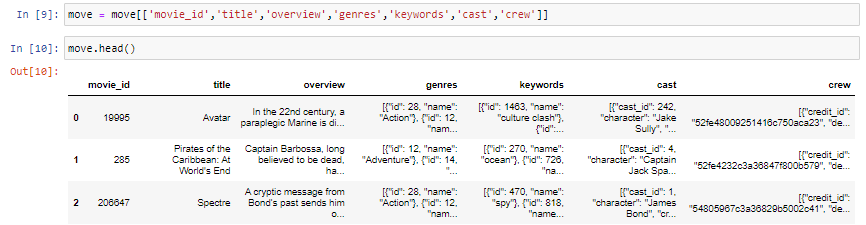 In [9]: move = move[['movie_id','title','overview','genres','keywords','cast','crew']]
In [10]: move.head()
Out[10]:
movie_id title overview genres keywords cast crew
0 19995 Avatar In the 22nd century, a paraplegic Marine is di... [{"id": 28, "name": "Action"}, {"id": 12, "nam... [{"id": 1463, "name": "culture clash"}, {"id":... [{"cast_id": 242, "character": "Jake Sully", "... [{"credit_id": "52fe48009251416c750aca23", "de...
1 285 Pirates of the Caribbean: At World's End Captain Barbossa, long believed to be dead, ha... [{"id": 12, "name": "Adventure"}, {"id": 14, "... [{"id": 270, "name": "ocean"}, {"id": 726, "na... [{"cast_id": 4, "character": "Captain Jack Spa... [{"credit_id": "52fe4232c3a36847f800b579", "de...
2 206647 Spectre A cryptic message from Bond's past sends him o... [{"id": 28, "name": "Action"}, {"id": 12, "nam... [{"id": 470, "name": "spy"}, {"id": 818, "name... [{"cast_id": 1, "character": "James Bond", "cr... [{"credit_id": "54805967c3a36829b5002c41", "de...